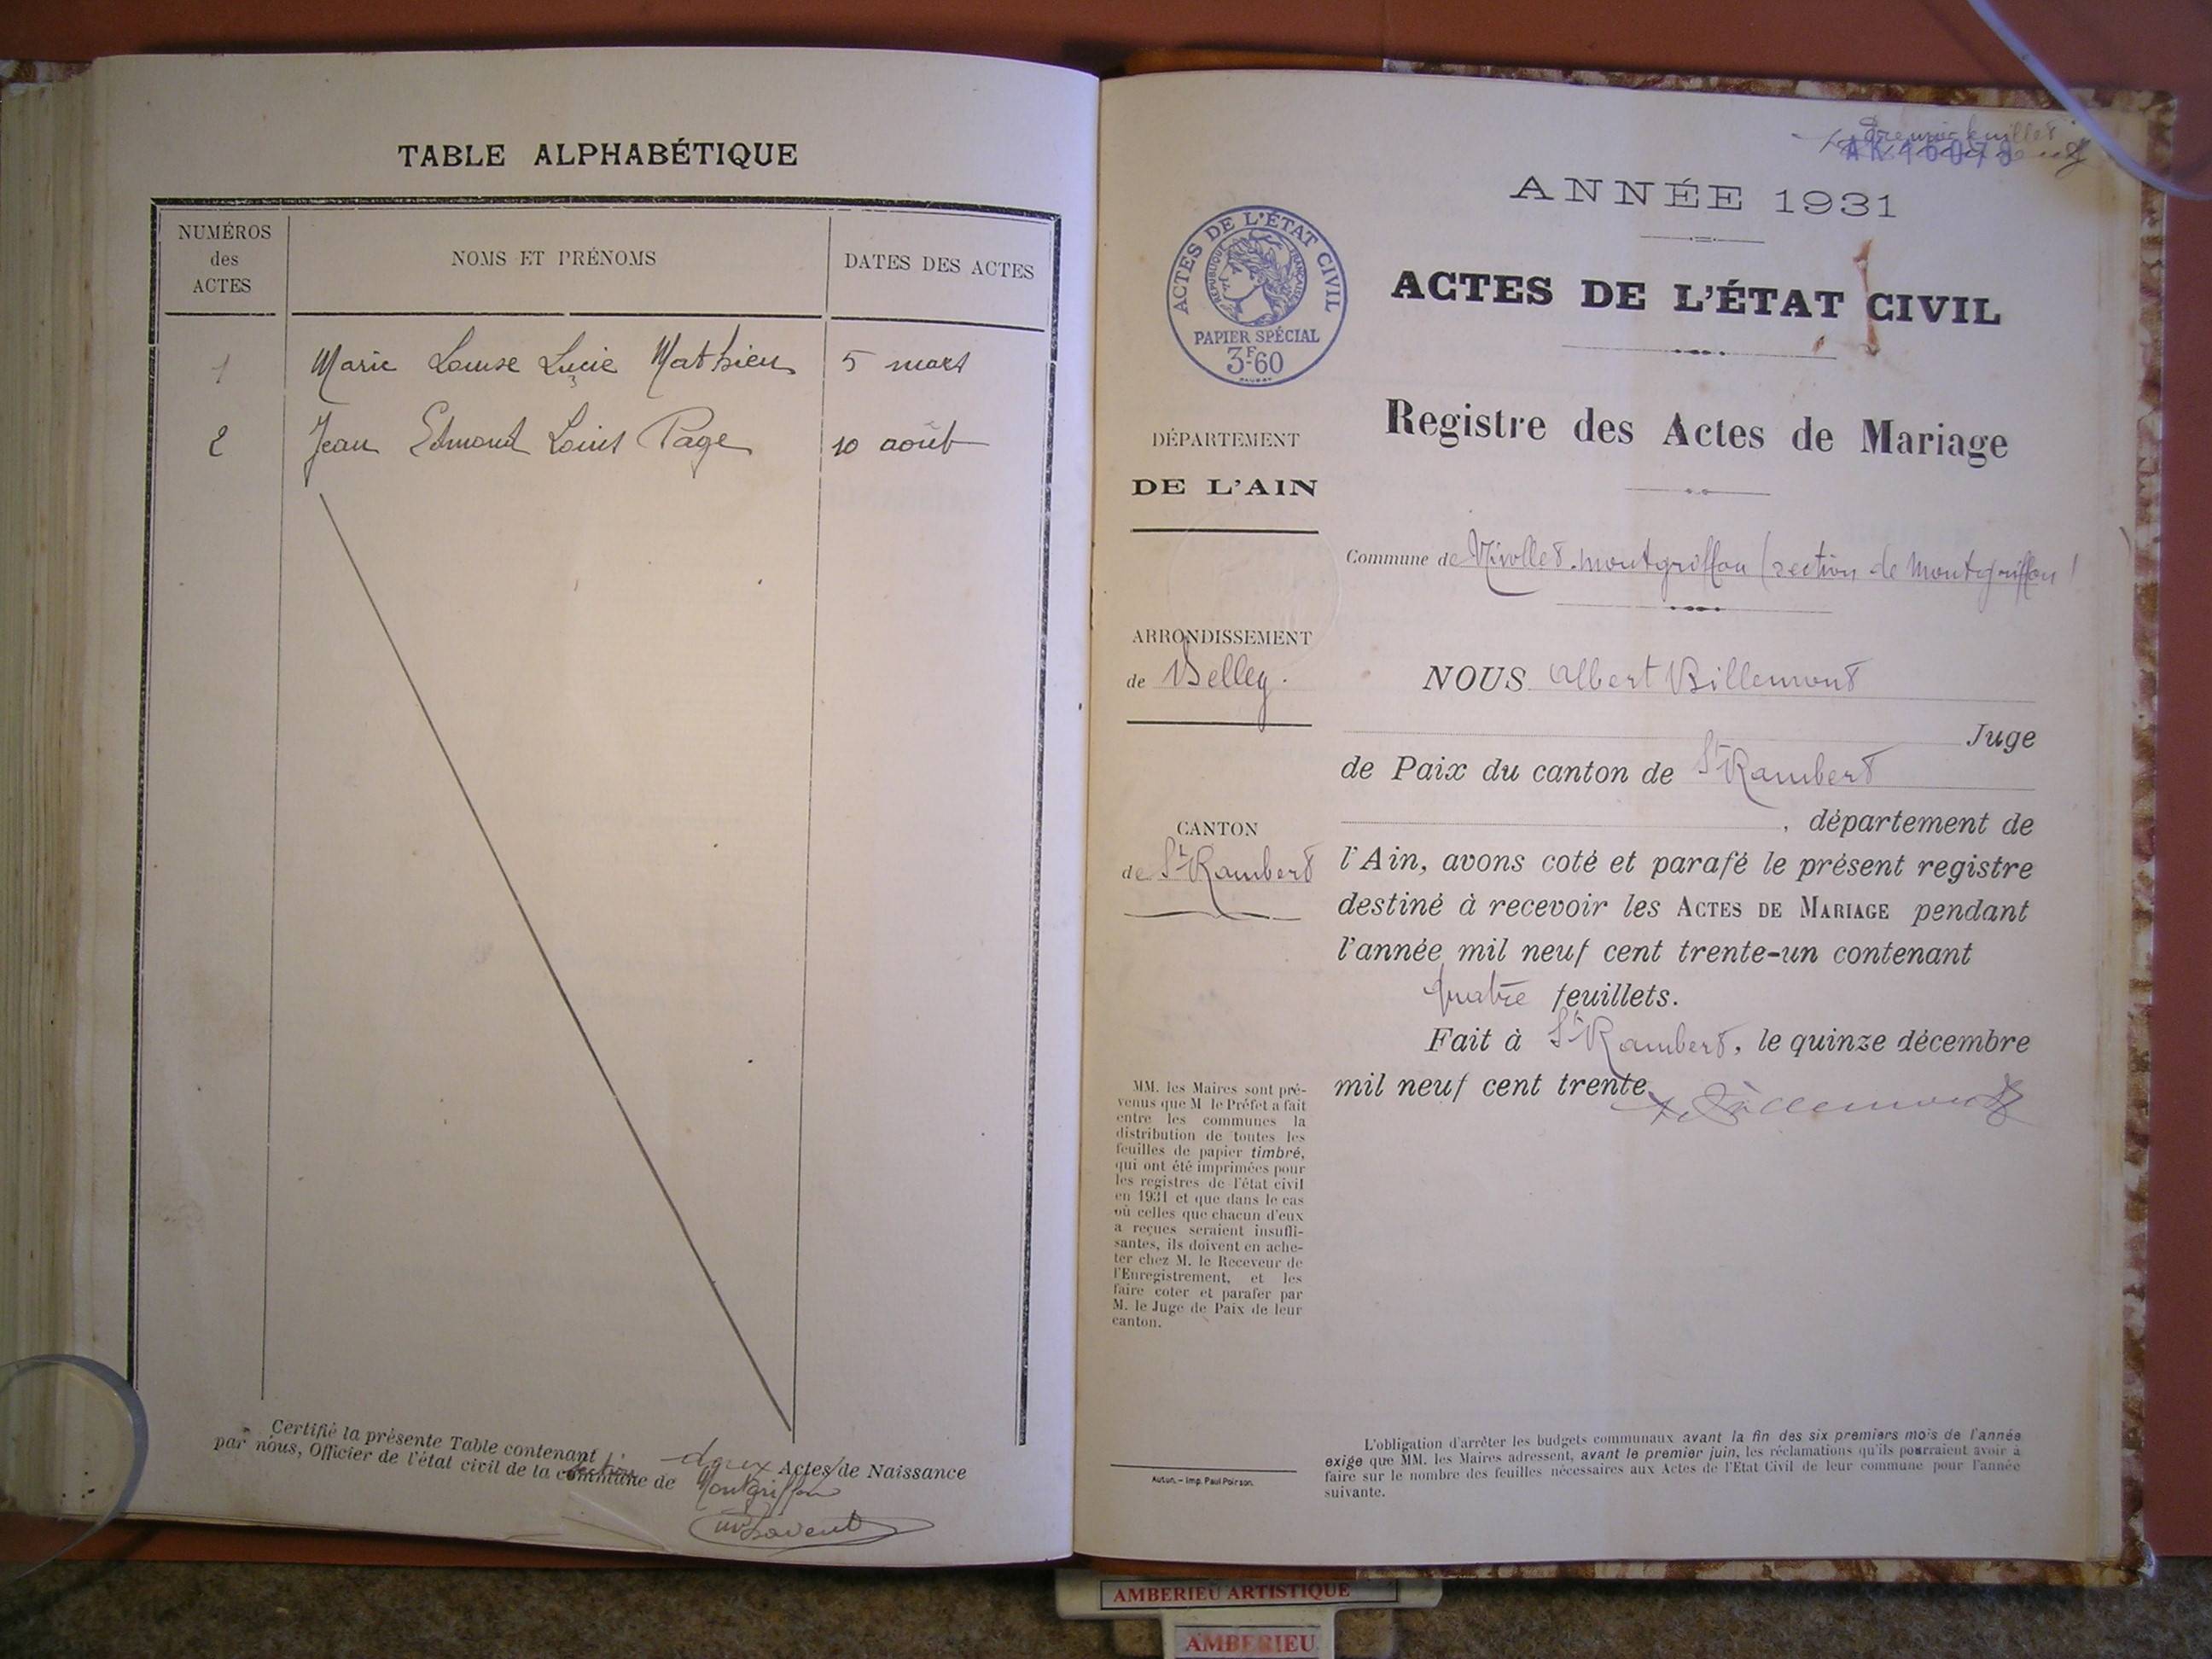 TABLE ALPHABÉTIQUE
NUMÉROS
des
ACTES
NOMS ET PRÉNOMS
DATES DES ACTES
1 Marie Louise Lucie Mathieu 5 mars
2 Jean Edmond Louis Page 10 août
Certifié la présente Table contenant deux Actes de Naissance
par nous, Officier de l'état civil de la commune de Montgriffon
section
ANNÉE 1931
ACTES DE L'ÉTAT CIVIL
RÉPUBLIQUE FRANÇAISE
PAPIER SPÉCIAL
3F60
ACTES DE L'ÉTAT CIVIL
Registre des Actes de Mariage
DÉPARTEMENT
DE L'AIN
Commune de Nivollet-Montgriffon (section de Montgriffon)
ARRONDISSEMENT
de Belley.
CANTON
de St Rambert
NOUS Albert Billemont
Juge
de Paix du canton de St Rambert
, département de
l'Ain, avons coté et parafé le présent registre
destiné à recevoir les ACTES DE MARIAGE pendant
l'année mil neuf cent trente-un contenant
quatre feuillets.
Fait à St Rambert, le quinze décembre
mil neuf cent trente
MM. les Maires sont pré-
venus que M le Préfet a fait
entre les communes la
distribution de toutes les
feuilles de papier timbré,
qui ont été imprimées pour
les registres de l'état civil
en 1931 et que dans le cas
où celles que chacun d'eux
a reçues seraient insuffi-
santes, ils doivent en ache-
ter chez M. le Receveur de
l'Enregistrement, et les
faire coter et parafer par
M. le Juge de Paix de leur
canton.
Autun. – Imp. Paul Poirson.
L'obligation d'arrêter les budgets communaux avant la fin des six premiers mois de l'année
exige que MM. les Maires adressent, avant le premier juin, les réclamations qu'ils pourraient avoir à
faire sur le nombre des feuilles nécessaires aux Actes de l'Etat Civil de leur commune pour l'année
suivante.
AMBERIEU ARTISTIQUE
AMBERIEU